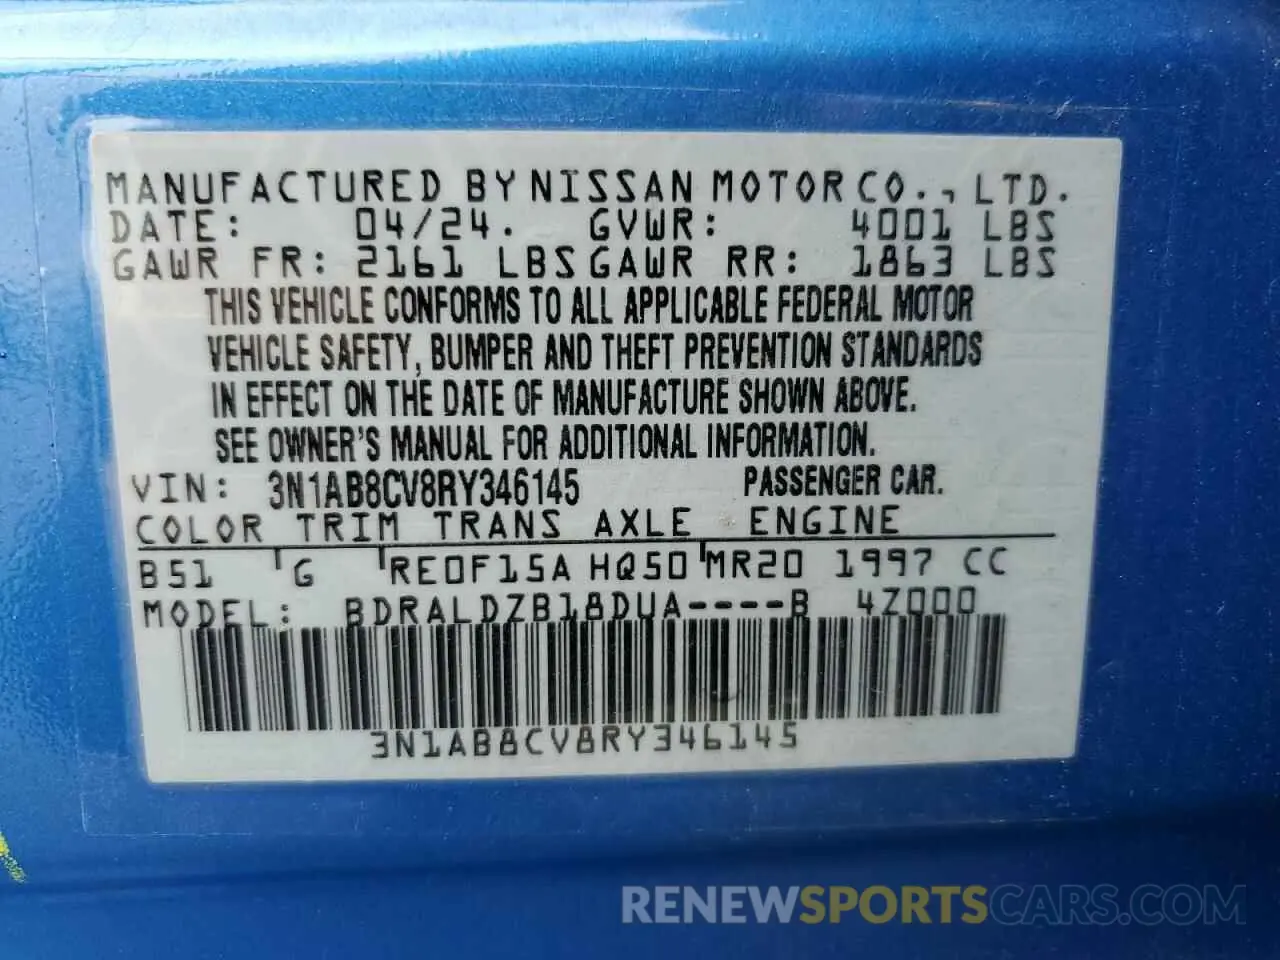 MANUFACTURED BY NISSAN MOTOR CO., LTD.
DATE: 04/24. GVWR: 4001 LBS
GAWR FR: 2161 LBS GAWR RR: 1863 LBS
THIS VEHICLE CONFORMS TO ALL APPLICABLE FEDERAL MOTOR
VEHICLE SAFETY, BUMPER AND THEFT PREVENTION STANDARDS
IN EFFECT ON THE DATE OF MANUFACTURE SHOWN ABOVE.
SEE OWNER'S MANUAL FOR ADDITIONAL INFORMATION.
VIN: 3N1AB8CV8RY346145 PASSENGER CAR.
COLOR TRIM TRANS AXLE ENGINE
B51 G RE0F15A HQ50 MR20 1997 CC
MODEL: BDRALDZB18DUA----B 4Z000
3N1AB8CV8RY346145
RENEWSPORTSCARS.COM